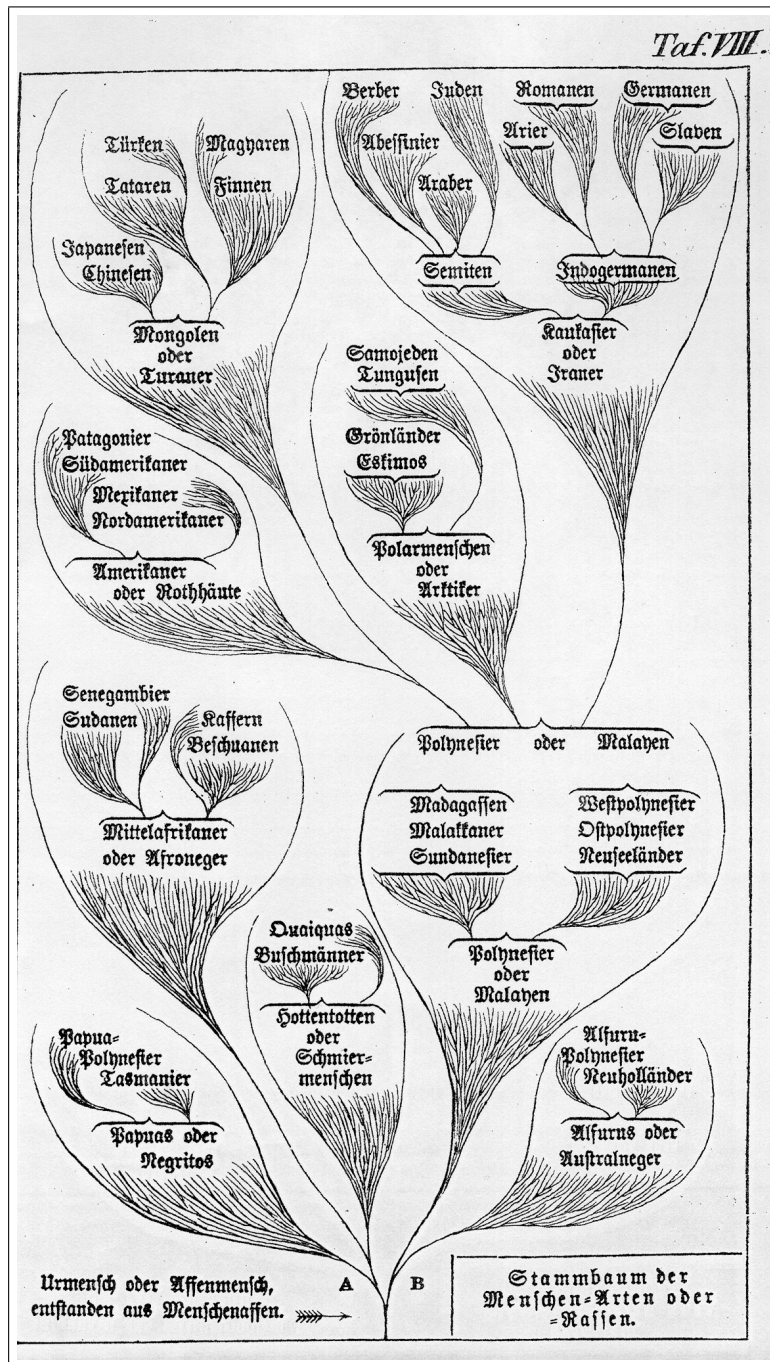 Taf. VIII.
Berber
Juden
Romanen
Germanen
Türken
Magyaren
Abeſſinier
Arier
Slaven
Tataren
Finnen
Araber
Japaneſen
Chineſen
Semiten
Indogermanen
Mongolen
oder
Turaner
Kaukaſier
oder
Iraner
Samojeden
Tunguſen
Grönländer
Eskimos
Patagonier
Südamerikaner
Mexikaner
Nordamerikaner
Polarmenſchen
oder
Arktiker
Amerikaner
oder Rothhäute
Senegambier
Sudanen
Kaffern
Beſchuanen
Polyneſier oder Malayen
Mittelafrikaner
oder Afroneger
Madagaſſen
Malakkaner
Sundaneſier
Weſtpolyneſier
Oſtpolyneſier
Neuſeeländer
Quaiquas
Buſchmänner
Polyneſier
oder
Malayen
Hottentotten
oder
Schmier-
menſchen
Papua-
Polyneſier
Tasmanier
Alfuru-
Polyneſier
Neuholländer
Papuas oder
Negritos
Alfurns oder
Auſtralneger
Urmenſch oder Affenmenſch,
entſtanden aus Menſchenaffen.
A
B
Stammbaum der
Menſchen-Arten oder
-Raſſen.